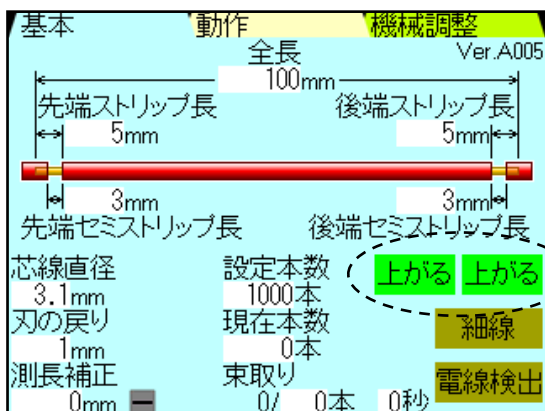 基本 動作 機械調整
全長 Ver.A005
100mm
先端ストリップ長 後端ストリップ長
5mm 5mm
3mm 3mm
先端セミストリップ長 後端セミストリップ長
芯線直径 設定本数 上がる 上がる
3.1mm 1000本
刃の戻り 現在本数 細線
1mm 0本
測長補正 束取り 電線検出
0mm － 0/ 0本 0秒